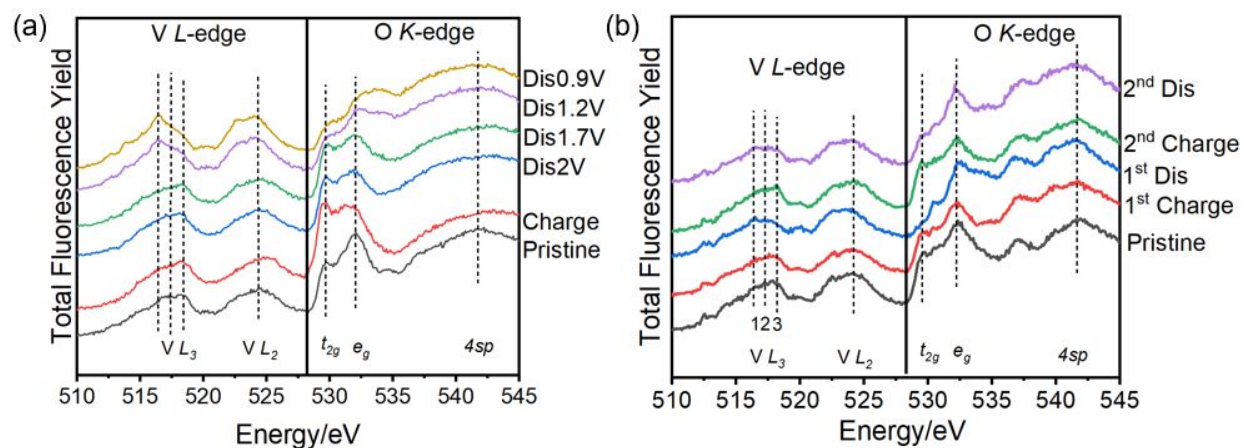 (a)
V L-edge
O K-edge
Total Fluorescence Yield
Dis0.9V
Dis1.2V
Dis1.7V
Dis2V
Charge
Pristine
V L3
V L2
t2g
eg
4sp
510 515 520 525 530 535 540 545
Energy/eV
(b)
O K-edge
V L-edge
Total Fluorescence Yield
2nd Dis
2nd Charge
1st Dis
1st Charge
Pristine
123
V L3
V L2
t2g
eg
4sp
510 515 520 525 530 535 540 545
Energy/eV